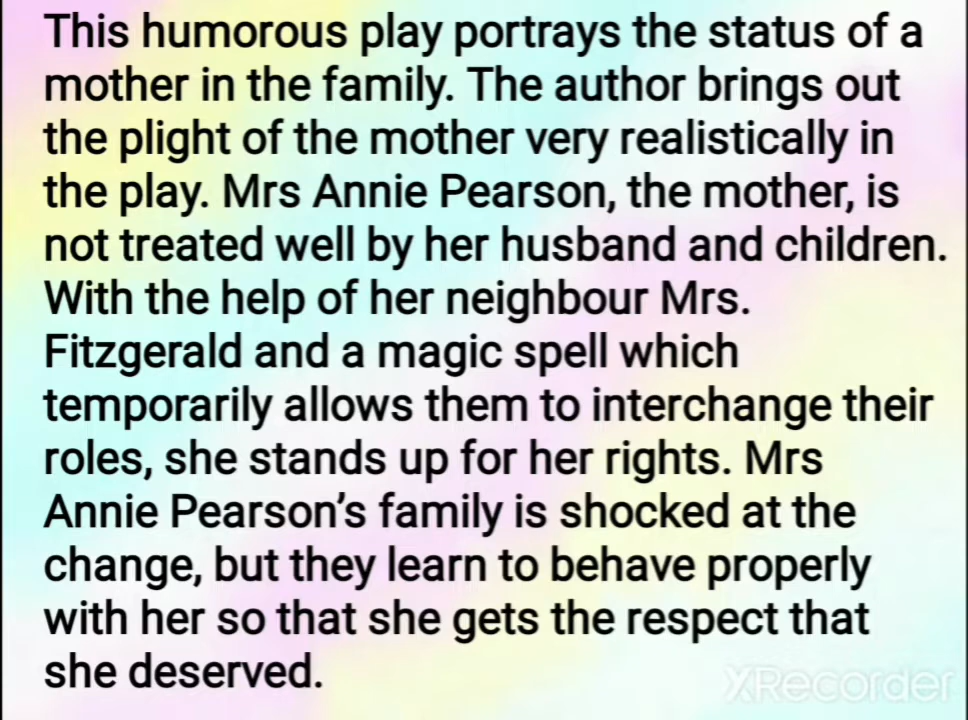 This humorous play portrays the status of a
mother in the family. The author brings out
the plight of the mother very realistically in
the play. Mrs Annie Pearson, the mother, is
not treated well by her husband and children.
With the help of her neighbour Mrs.
Fitzgerald and a magic spell which
temporarily allows them to interchange their
roles, she stands up for her rights. Mrs
Annie Pearson’s family is shocked at the
change, but they learn to behave properly
with her so that she gets the respect that
she deserved.
XRecorder